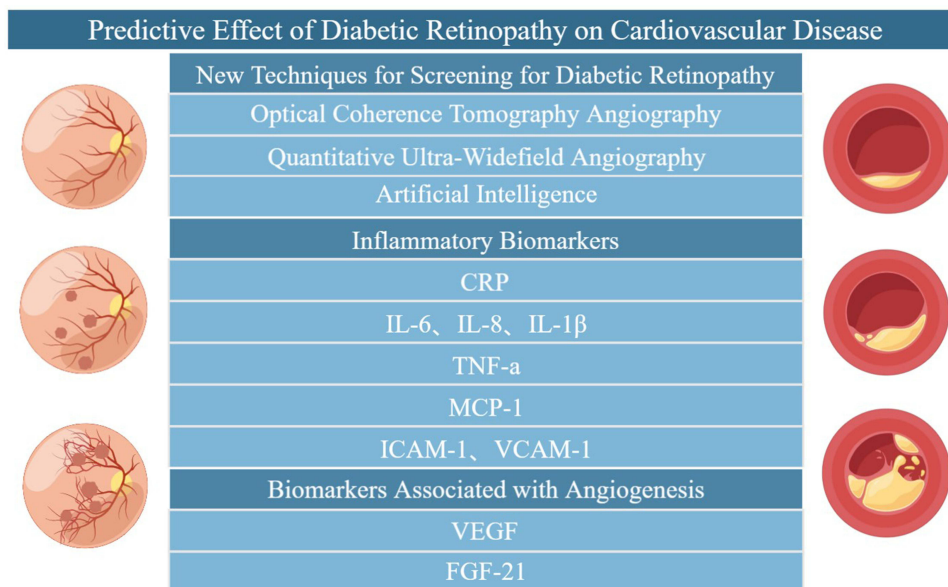 Predictive Effect of Diabetic Retinopathy on Cardiovascular Disease
New Techniques for Screening for Diabetic Retinopathy
Optical Coherence Tomography Angiography
Quantitative Ultra-Widefield Angiography
Artificial Intelligence
Inflammatory Biomarkers
CRP
IL-6、IL-8、IL-1β
TNF-a
MCP-1
ICAM-1、VCAM-1
Biomarkers Associated with Angiogenesis
VEGF
FGF-21